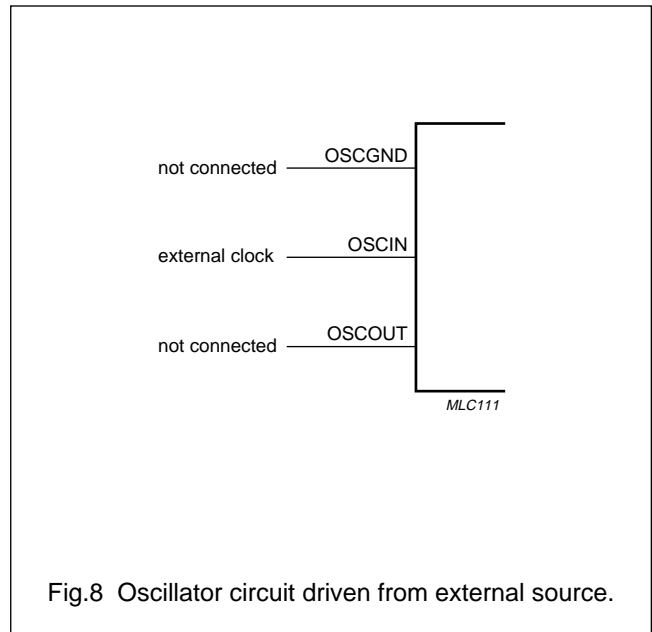 not connected OSCGND
external clock OSCIN
not connected OSCOUT
MLC111
Fig.8 Oscillator circuit driven from external source.